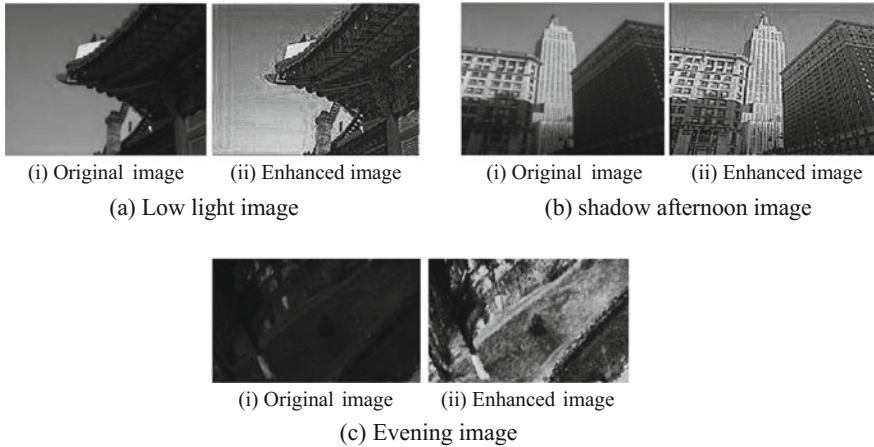 (i) Original image (ii) Enhanced image
(a) Low light image
(i) Original image (ii) Enhanced image
(b) shadow afternoon image
(i) Original image (ii) Enhanced image
(c) Evening image